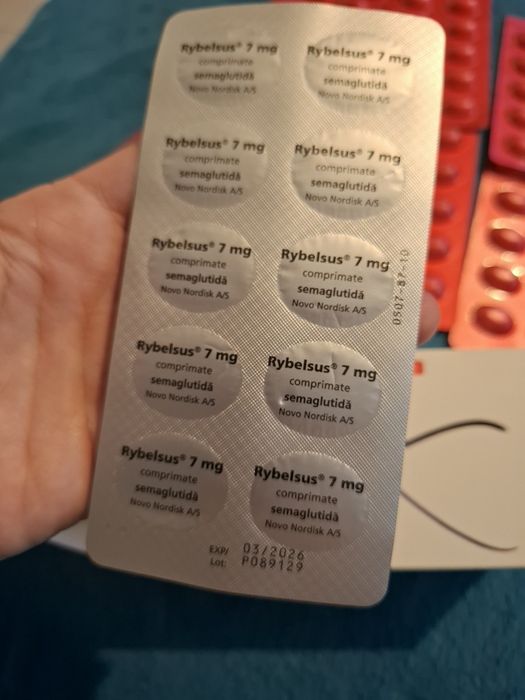 Rybelsus® 7 mg
comprimate
semaglutidă
Novo Nordisk A/S
Rybelsus® 7 mg
comprimate
semaglutidă
Novo Nordisk A/S
Rybelsus® 7 mg
comprimate
semaglutidă
Novo Nordisk A/S
Rybelsus® 7 mg
comprimate
semaglutidă
Novo Nordisk A/S
Rybelsus® 7 mg
comprimate
semaglutidă
Novo Nordisk A/S
Rybelsus® 7 mg
comprimate
semaglutidă
Novo Nordisk A/S
Rybelsus® 7 mg
comprimate
semaglutidă
Novo Nordisk A/S
Rybelsus® 7 mg
comprimate
semaglutidă
Novo Nordisk A/S
Rybelsus® 7 mg
comprimate
semaglutidă
Novo Nordisk A/S
Rybelsus® 7 mg
comprimate
semaglutidă
Novo Nordisk A/S
EXP/ 03/2026
Lot: P089129